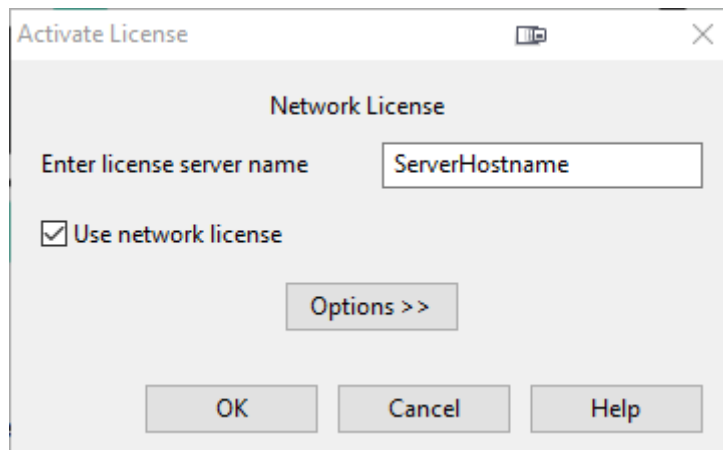 Activate License
Network License
Enter license server name ServerHostname
Use network license
Options >>
OK Cancel Help